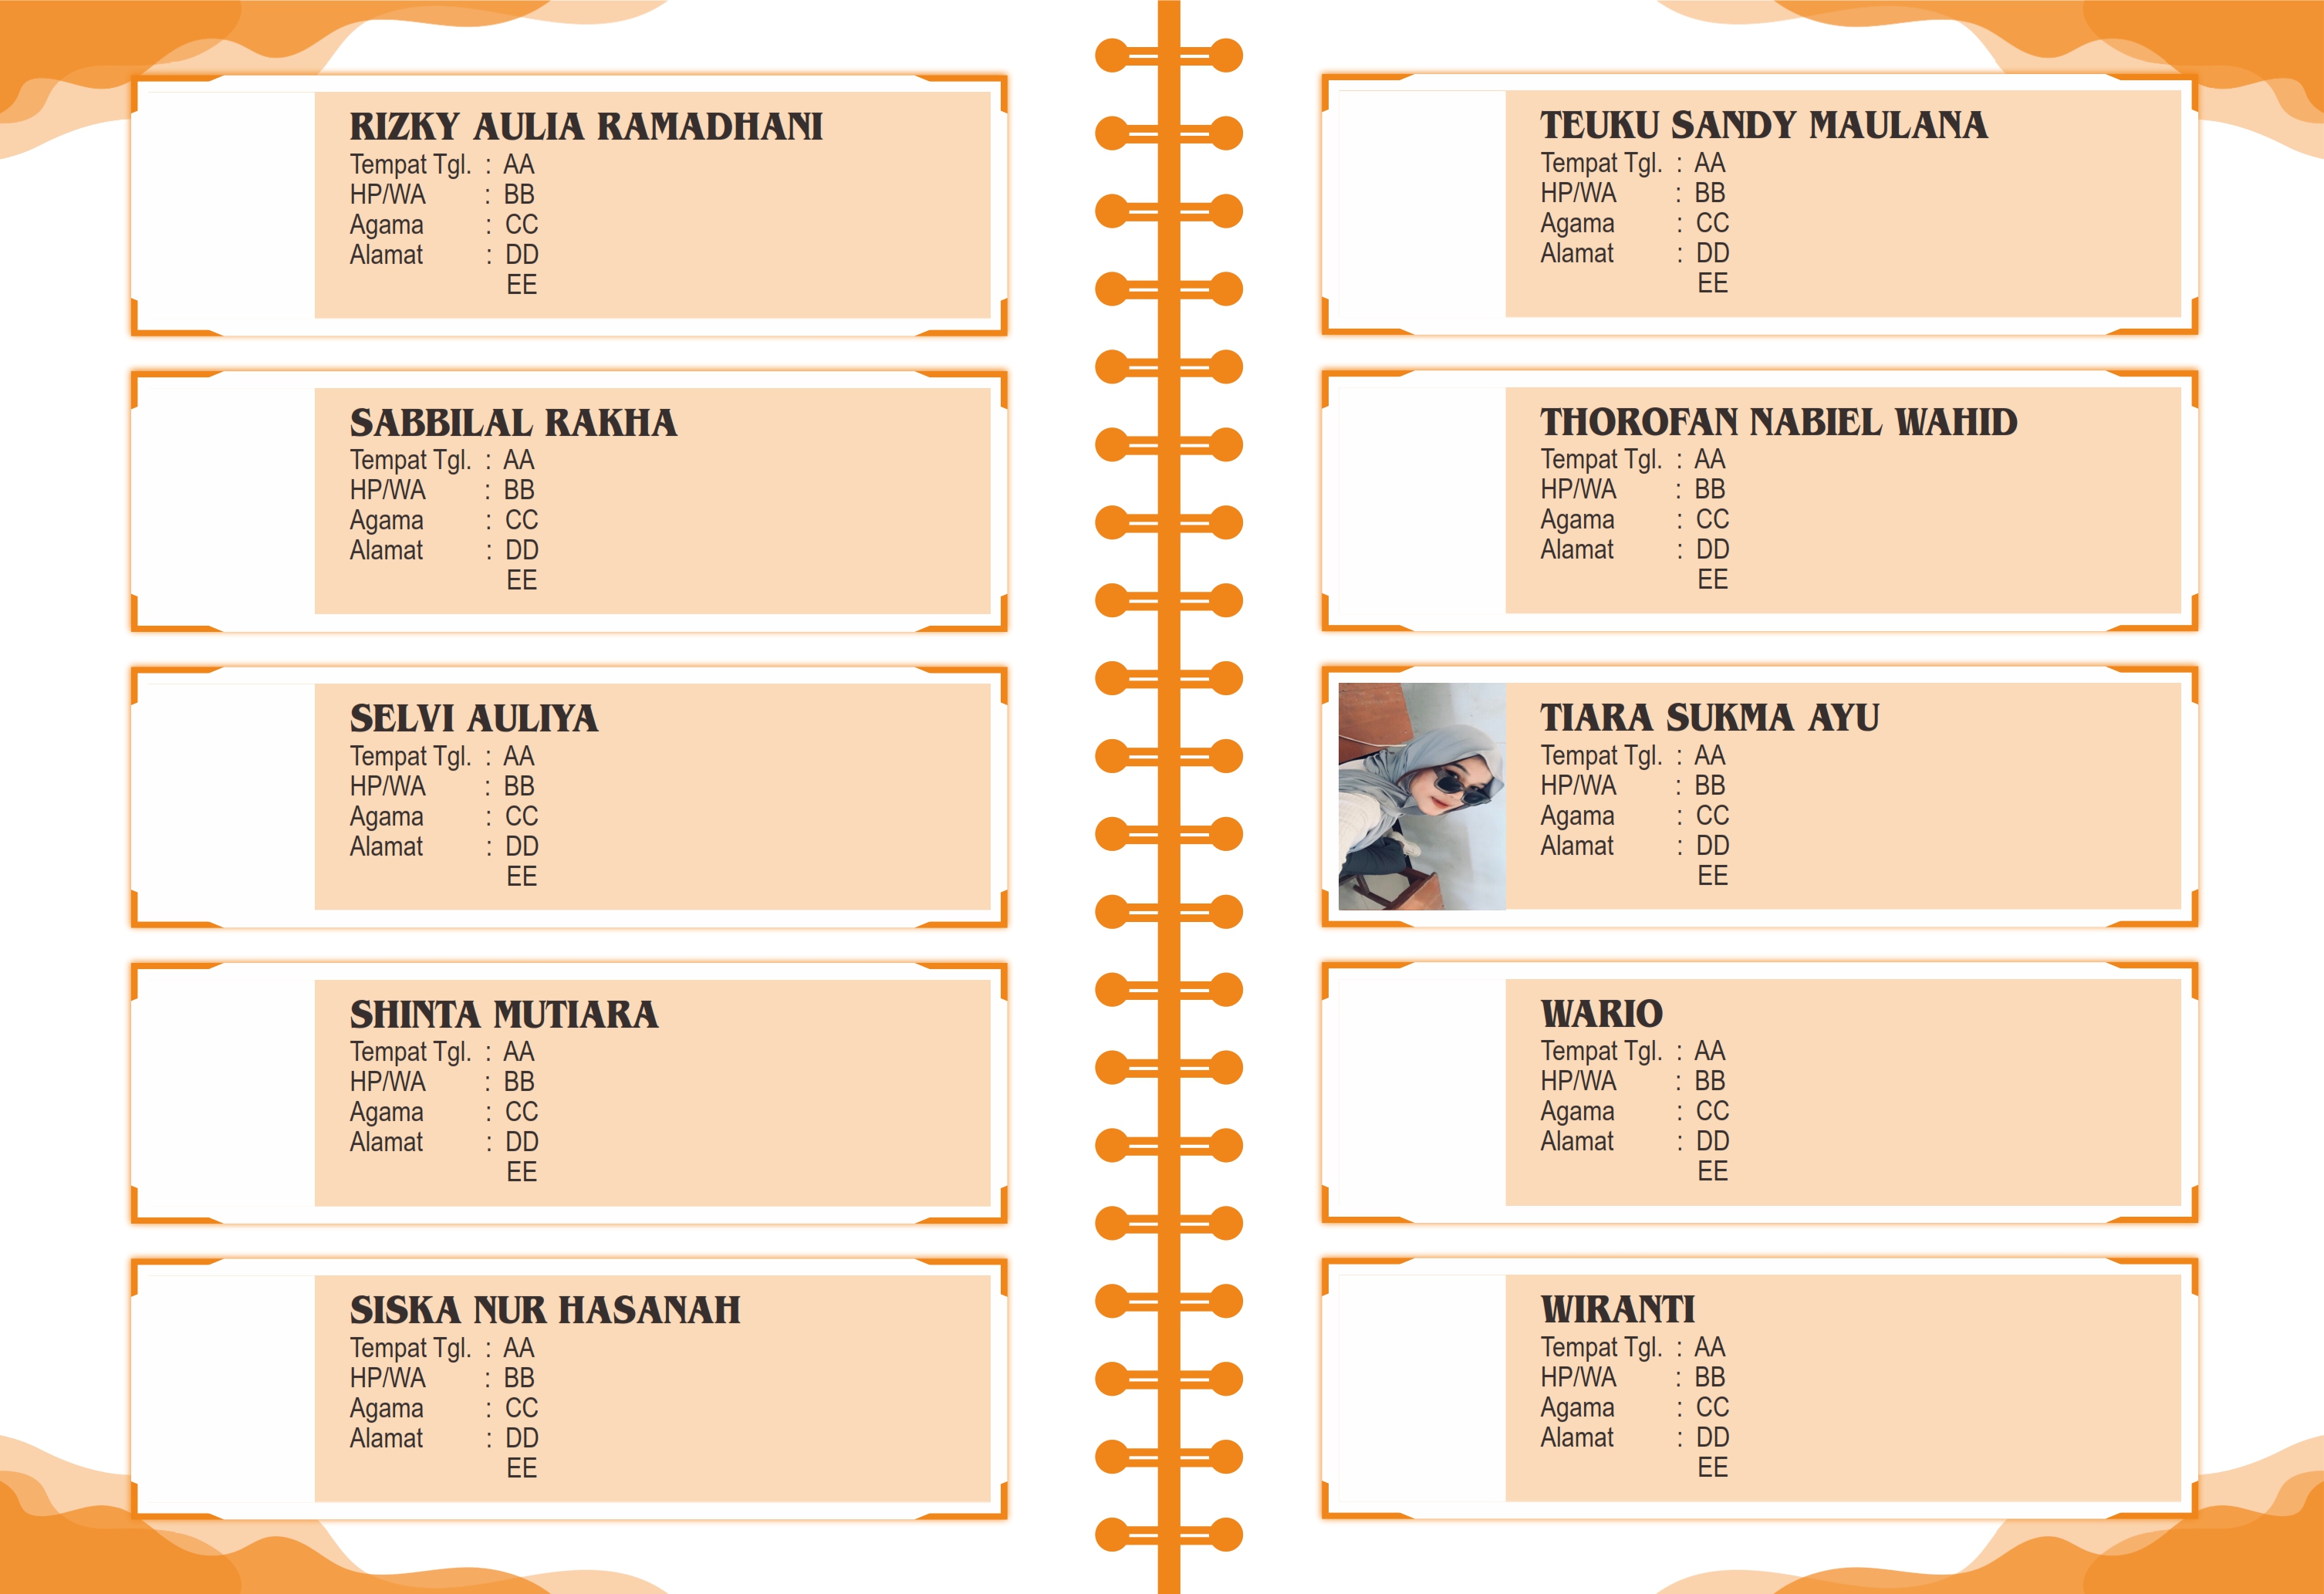 RIZKY AULIA RAMADHANI
Tempat Tgl. : AA
HP/WA : BB
Agama : CC
Alamat : DD
EE
SABBILAL RAKHA
Tempat Tgl. : AA
HP/WA : BB
Agama : CC
Alamat : DD
EE
SELVI AULIYA
Tempat Tgl. : AA
HP/WA : BB
Agama : CC
Alamat : DD
EE
SHINTA MUTIARA
Tempat Tgl. : AA
HP/WA : BB
Agama : CC
Alamat : DD
EE
SISKA NUR HASANAH
Tempat Tgl. : AA
HP/WA : BB
Agama : CC
Alamat : DD
EE
TEUKU SANDY MAULANA
Tempat Tgl. : AA
HP/WA : BB
Agama : CC
Alamat : DD
EE
THOROFAN NABIEL WAHID
Tempat Tgl. : AA
HP/WA : BB
Agama : CC
Alamat : DD
EE
TIARA SUKMA AYU
Tempat Tgl. : AA
HP/WA : BB
Agama : CC
Alamat : DD
EE
WARIO
Tempat Tgl. : AA
HP/WA : BB
Agama : CC
Alamat : DD
EE
WIRANTI
Tempat Tgl. : AA
HP/WA : BB
Agama : CC
Alamat : DD
EE